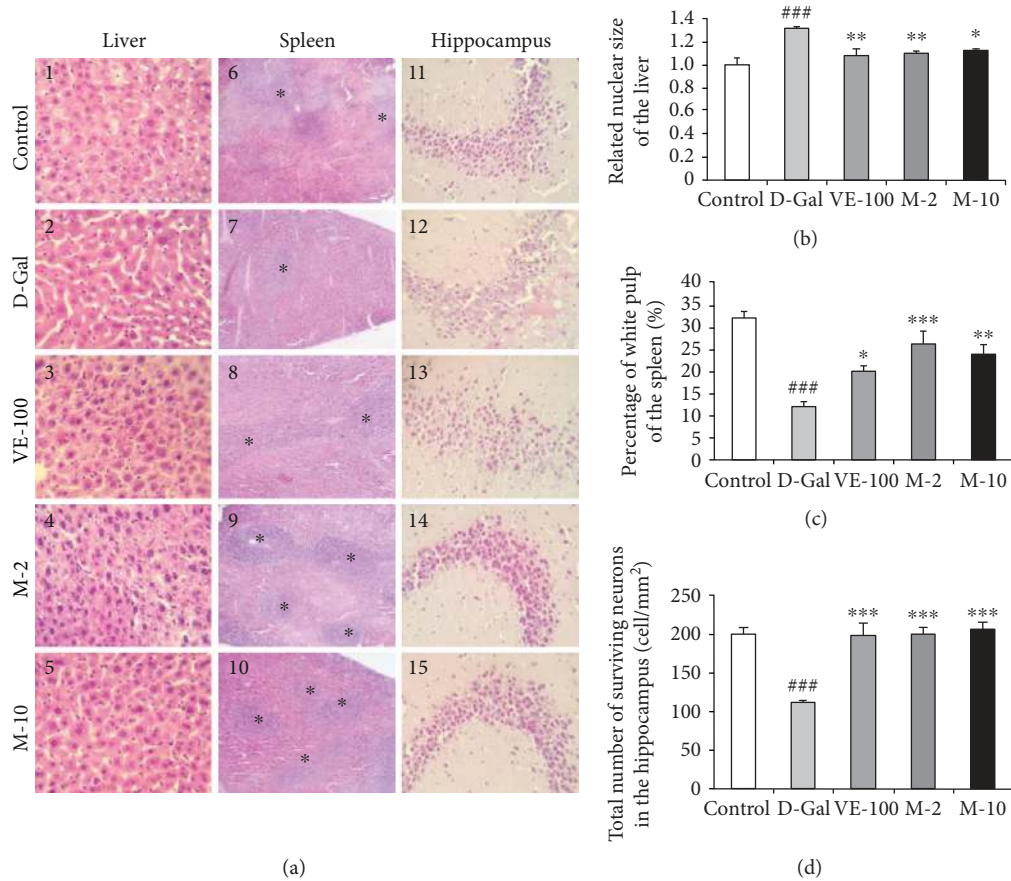 Liver Spleen Hippocampus
Control
1 6 * * 11
D-Gal
2 7 * 12
VE-100
3 8 * * 13
M-2
4 9 * * * * 14
M-10
5 10 * * * * 15
(a)
Related nuclear size
of the liver
1.4
1.2
1.0
0.8
0.6
0.4
0.2
0
###
**
**
*
Control D-Gal VE-100 M-2 M-10
(b)
Percentage of white pulp
of the spleen (%)
40
35
30
25
20
15
10
5
0
###
*
***
**
Control D-Gal VE-100 M-2 M-10
(c)
Total number of surviving neurons
in the hippocampus (cell/mm²)
250
200
150
100
50
0
###
***
***
***
Control D-Gal VE-100 M-2 M-10
(d)